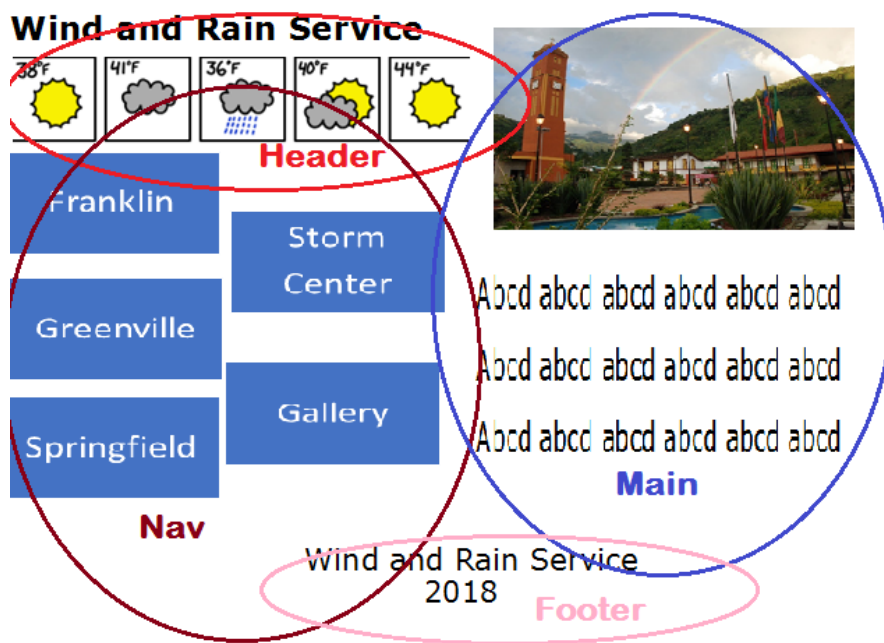 Wind and Rain Service
38°F 41°F 36°F 40°F 44°F
Header
Franklin
Storm
Center
Greenville
Gallery
Springfield
Nav
Abcd abcd abcd abcd abcd abcd
Abcd abcd abcd abcd abcd abcd
Abcd abcd abcd abcd abcd abcd
Main
Wind and Rain Service
2018
Footer